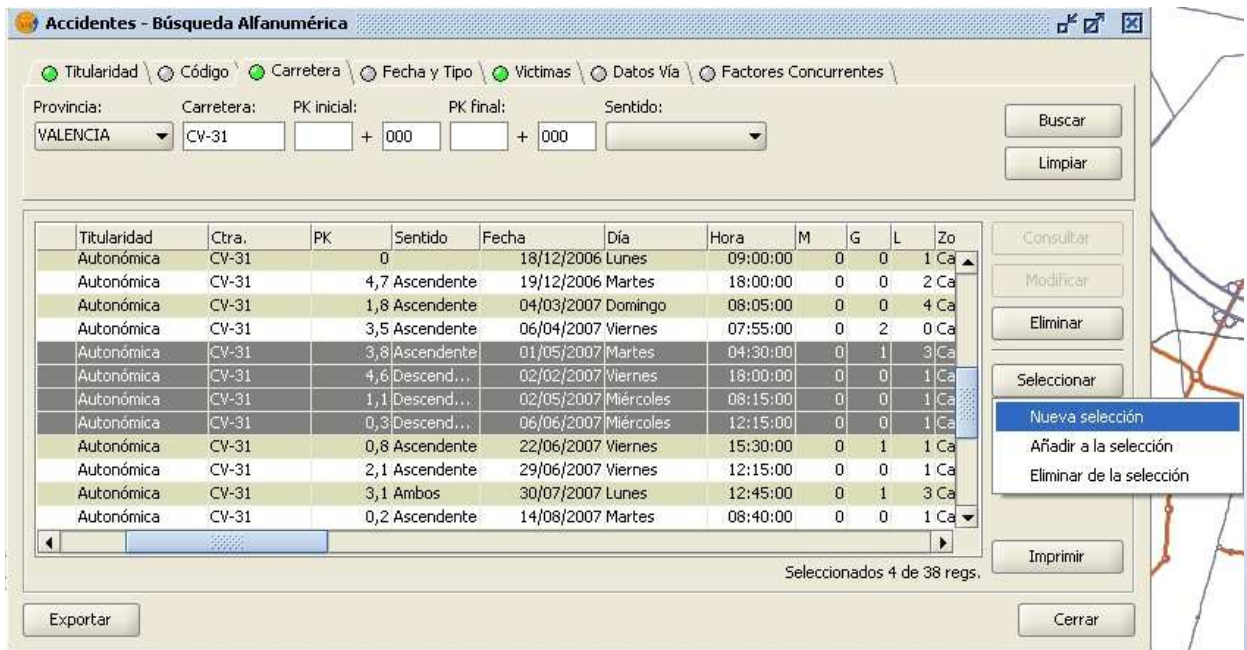 Accidentes - Búsqueda Alfanumérica
Titularidad Código Carretera Fecha y Tipo Victimas Datos Vía Factores Concurrentes
Provincia: Carretera: PK inicial: PK final: Sentido:
VALENCIA CV-31 + 000 + 000
Buscar
Limpiar
Titularidad Ctra. PK Sentido Fecha Día Hora M G L Zo
Autonómica CV-31 0 18/12/2006 Lunes 09:00:00 0 0 1 Ca
Autonómica CV-31 4,7 Ascendente 19/12/2006 Martes 18:00:00 0 0 2 Ca
Autonómica CV-31 1,8 Ascendente 04/03/2007 Domingo 08:05:00 0 0 4 Ca
Autonómica CV-31 3,5 Ascendente 06/04/2007 Viernes 07:55:00 0 2 0 Ca
Autonómica CV-31 3,8 Ascendente 01/05/2007 Martes 04:30:00 0 1 3 Ca
Autonómica CV-31 4,6 Descend... 02/02/2007 Viernes 18:00:00 0 0 1 Ca
Autonómica CV-31 1,1 Descend... 02/05/2007 Miércoles 08:15:00 0 0 1 Ca
Autonómica CV-31 0,3 Descend... 06/06/2007 Miércoles 12:15:00 0 0 1 Ca
Autonómica CV-31 0,8 Ascendente 22/06/2007 Viernes 15:30:00 0 1 1 Ca
Autonómica CV-31 2,1 Ascendente 29/06/2007 Viernes 12:15:00 0 0 1 Ca
Autonómica CV-31 3,1 Ambos 30/07/2007 Lunes 12:45:00 0 1 3 Ca
Autonómica CV-31 0,2 Ascendente 14/08/2007 Martes 08:40:00 0 0 1 Ca
Consultar
Modificar
Eliminar
Seleccionar
Nueva selección
Añadir a la selección
Eliminar de la selección
Imprimir
Seleccionados 4 de 38 regs.
Exportar Cerrar